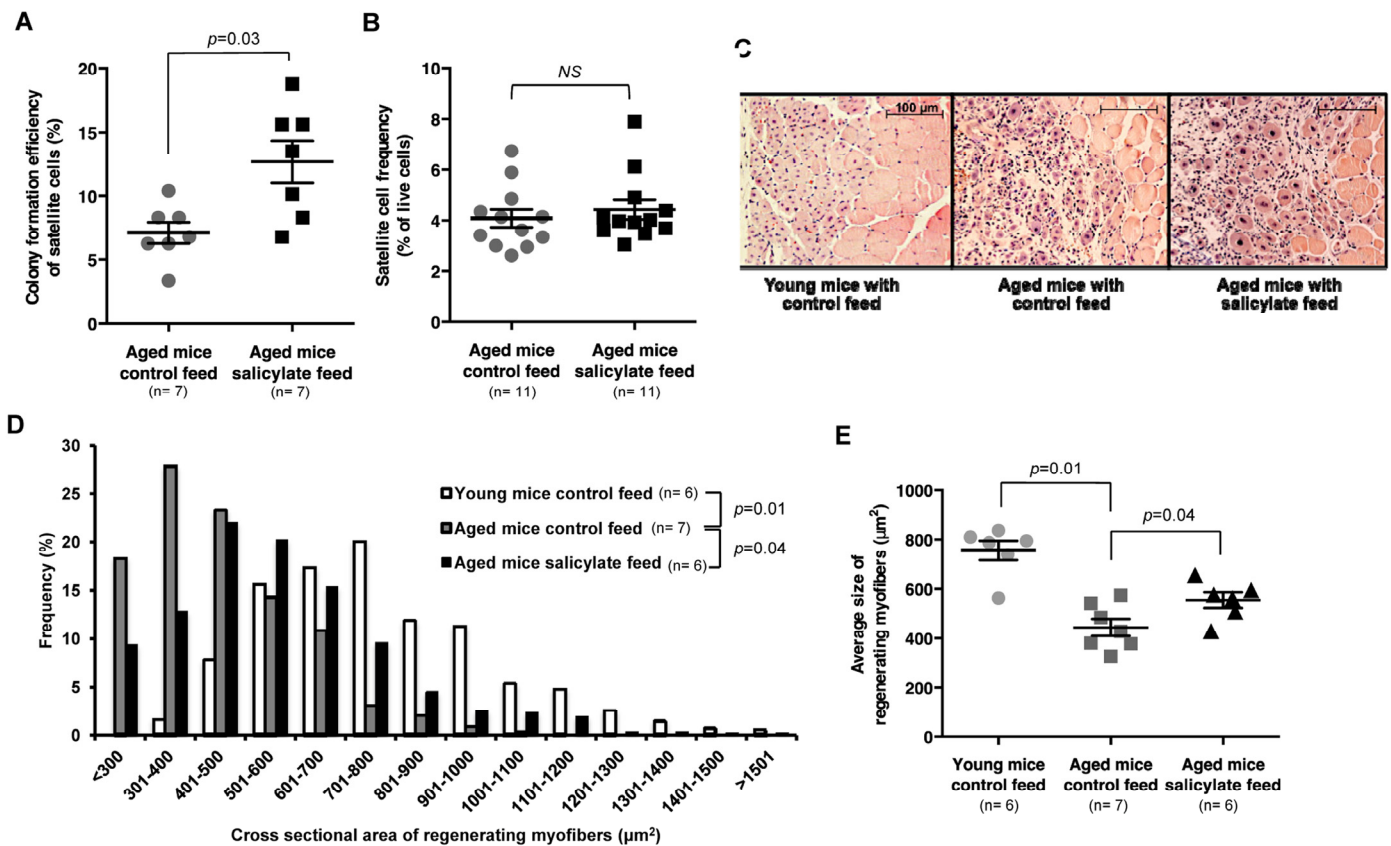 A
p=0.03
Colony formation efficiency
of satellite cells (%)
20
15
10
5
0
Aged mice
control feed
(n= 7)
Aged mice
salicylate feed
(n= 7)
B
NS
Satellite cell frequency
(% of live cells)
10
8
6
4
2
0
Aged mice
control feed
(n= 11)
Aged mice
salicylate feed
(n= 11)
C
100 µm
Young mice with
control feed
Aged mice with
control feed
Aged mice with
salicylate feed
D
Frequency (%)
30
25
20
15
10
5
0
Young mice control feed (n= 6)
Aged mice control feed (n= 7)
Aged mice salicylate feed (n= 6)
p=0.01
p=0.04
<300
301-400
401-500
501-600
601-700
701-800
801-900
901-1000
1001-1100
1101-1200
1201-1300
1301-1400
1401-1500
>1501
Cross sectional area of regenerating myofibers (µm²)
E
p=0.01
p=0.04
Average size of
regenerating myofibers (µm²)
1000
800
600
400
200
0
Young mice
control feed
(n= 6)
Aged mice
control feed
(n= 7)
Aged mice
salicylate feed
(n= 6)